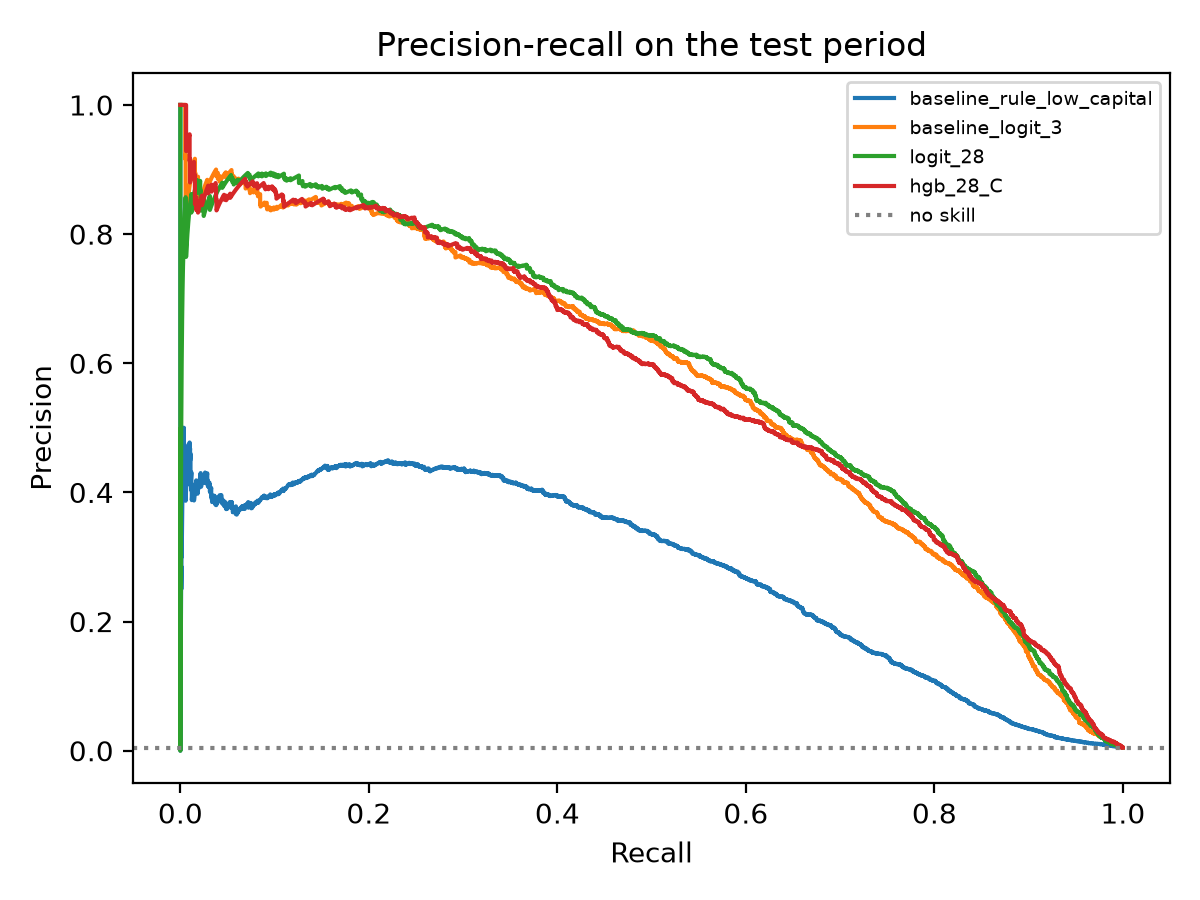 Precision-recall on the test period
baseline_rule_low_capital
baseline_logit_3
logit_28
hgb_28_C
no skill
Precision
1.0
0.8
0.6
0.4
0.2
0.0
0.0 0.2 0.4 0.6 0.8 1.0
Recall